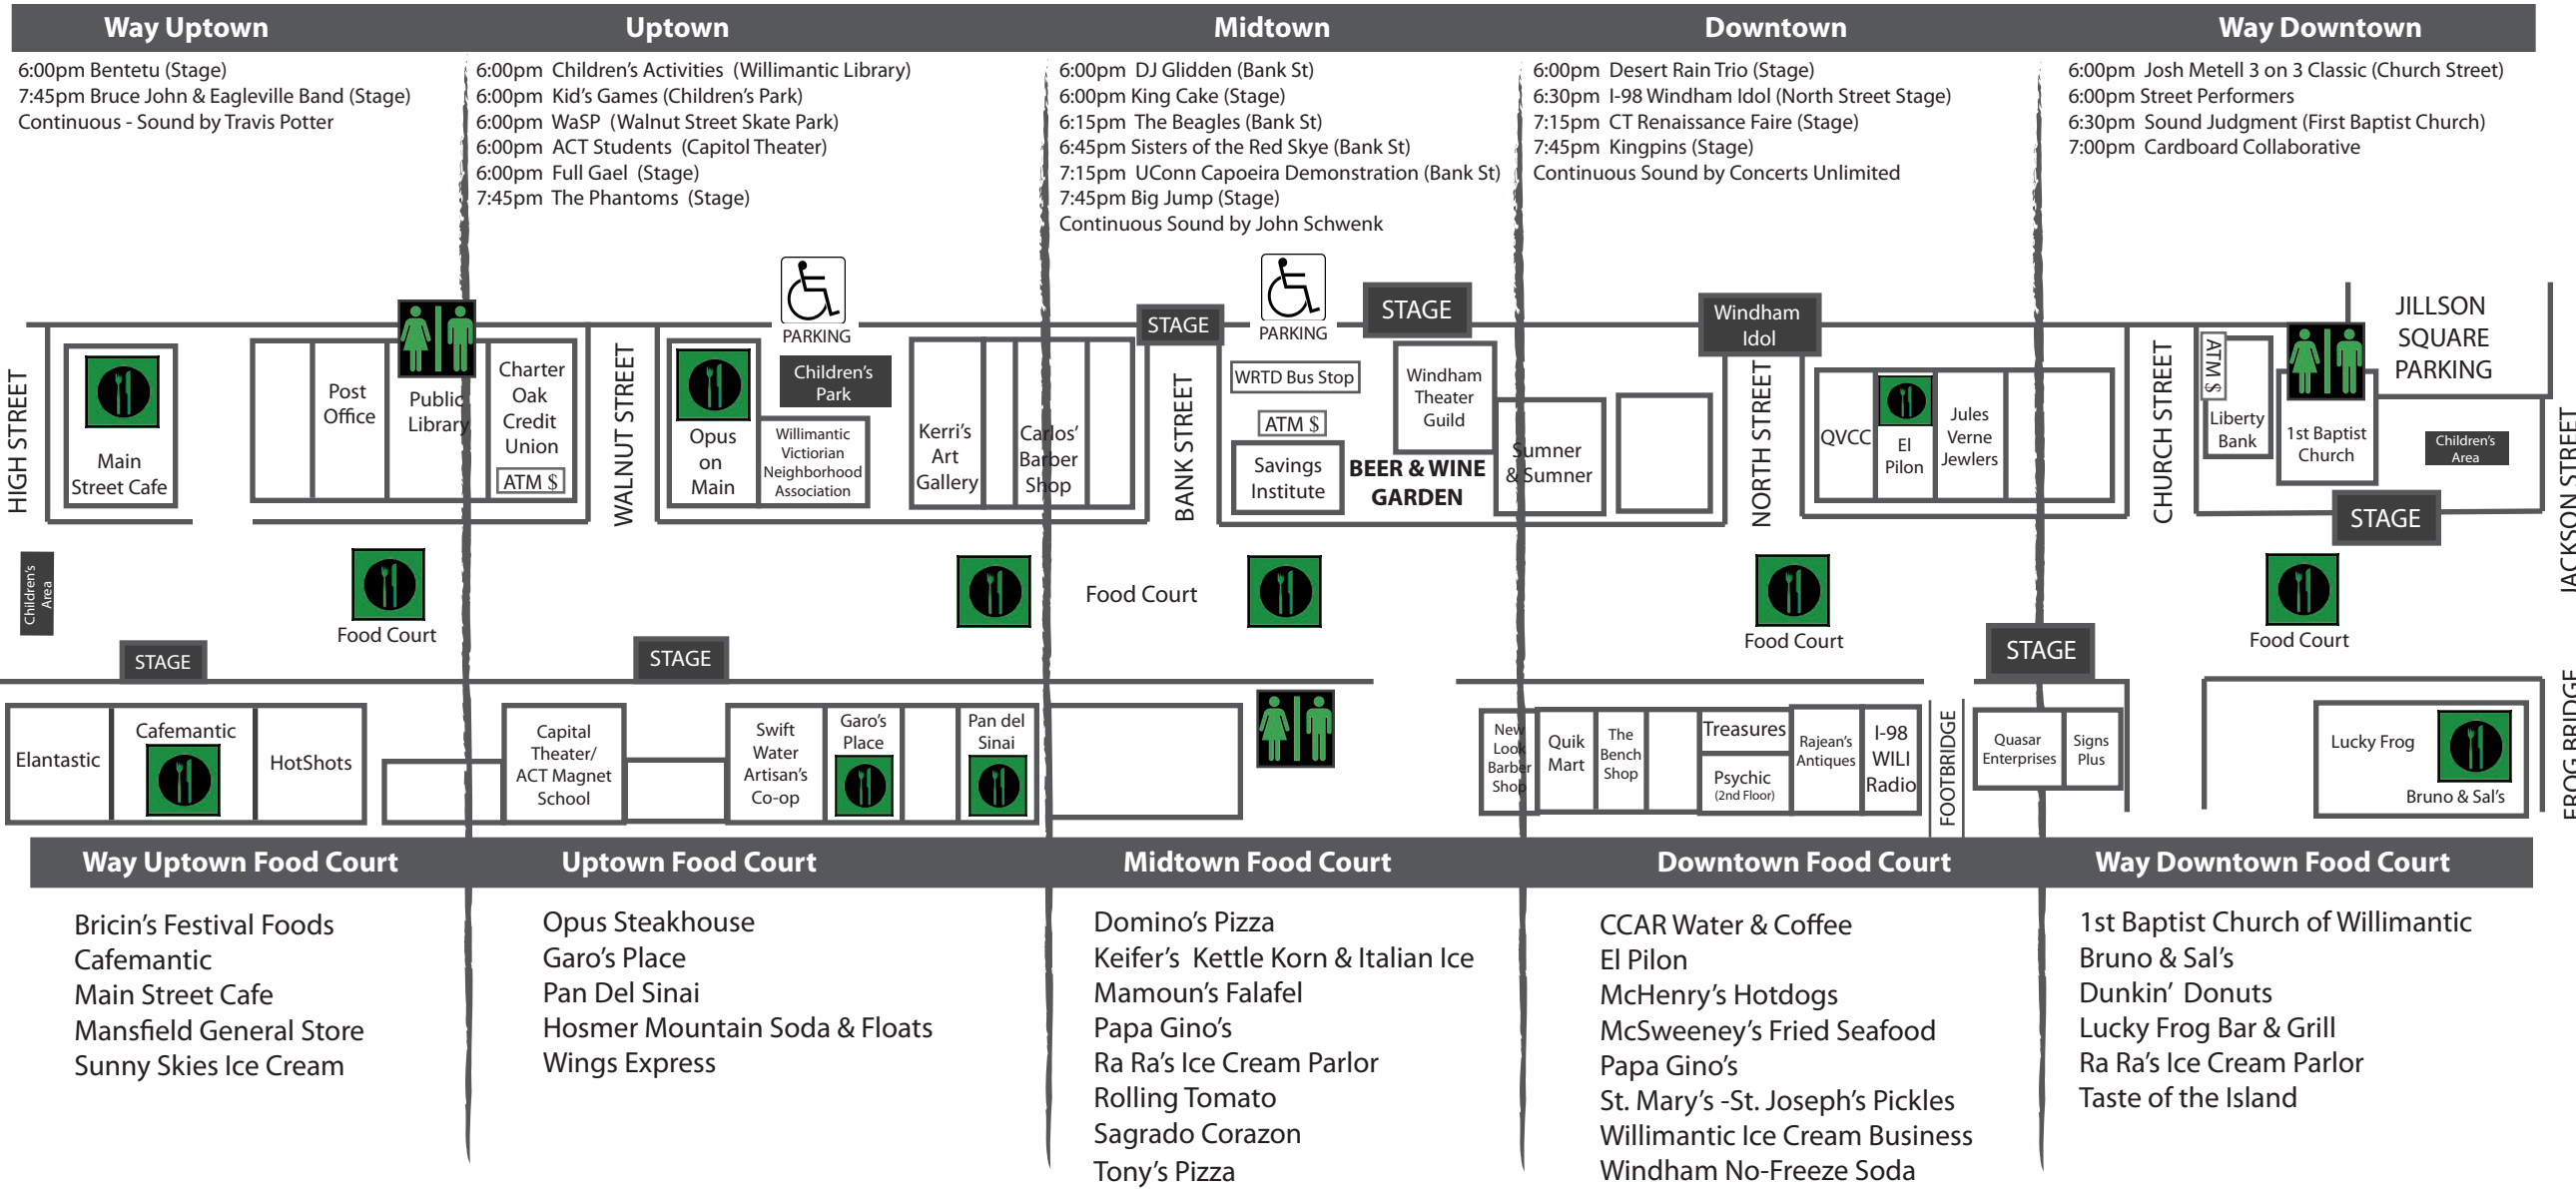 Way Uptown
Uptown
Midtown
Downtown
Way Downtown
6:00pm Bentetu (Stage)
7:45pm Bruce John & Eagleville Band (Stage)
Continuous - Sound by Travis Potter
6:00pm Children's Activities (Willimantic Library)
6:00pm Kid's Games (Children's Park)
6:00pm WaSP (Walnut Street Skate Park)
6:00pm ACT Students (Capitol Theater)
6:00pm Full Gael (Stage)
7:45pm The Phantoms (Stage)
6:00pm DJ Glidden (Bank St)
6:00pm King Cake (Stage)
6:15pm The Beagles (Bank St)
6:45pm Sisters of the Red Skye (Bank St)
7:15pm UConn Capoeira Demonstration (Bank St)
7:45pm Big Jump (Stage)
Continuous Sound by John Schwenk
6:00pm Desert Rain Trio (Stage)
6:30pm I-98 Windham Idol (North Street Stage)
7:15pm CT Renaissance Faire (Stage)
7:45pm Kingpins (Stage)
Continuous Sound by Concerts Unlimited
6:00pm Josh Metell 3 on 3 Classic (Church Street)
6:00pm Street Performers
6:30pm Sound Judgment (First Baptist Church)
7:00pm Cardboard Collaborative
HIGH STREET
Main
Street Cafe
Post
Office
Public
Library
Charter
Oak
Credit
Union
ATM $
WALNUT STREET
Opus
on
Main
PARKING
Children's
Park
Willimantic
Victiorian
Neighborhood
Association
Kerri's
Art
Gallery
Carlos'
Barber
Shop
STAGE
BANK STREET
PARKING
WRTD Bus Stop
ATM $
Savings
Institute
STAGE
Windham
Theater
Guild
BEER & WINE
GARDEN
Sumner
& Sumner
Windham
Idol
NORTH STREET
QVCC
El
Pilon
Jules
Verne
Jewlers
CHURCH STREET
ATM $
Liberty
Bank
1st Baptist
Church
JILLSON
SQUARE
PARKING
Children's
Area
STAGE
JACKSON STREET
Children's
Area
Food Court
Food Court
Food Court
Food Court
STAGE
STAGE
STAGE
Elantastic
Cafemantic
HotShots
Capital
Theater/
ACT Magnet
School
Swift
Water
Artisan's
Co-op
Garo's
Place
Pan del
Sinai
New
Look
Barber
Shop
Quik
Mart
The
Bench
Shop
Treasures
Psychic
(2nd Floor)
Rajean's
Antiques
I-98
WILI
Radio
FOOTBRIDGE
Quasar
Enterprises
Signs
Plus
Lucky Frog
Bruno & Sal's
FROG BRIDGE
Way Uptown Food Court
Uptown Food Court
Midtown Food Court
Downtown Food Court
Way Downtown Food Court
Bricin's Festival Foods
Cafemantic
Main Street Cafe
Mansfield General Store
Sunny Skies Ice Cream
Opus Steakhouse
Garo's Place
Pan Del Sinai
Hosmer Mountain Soda & Floats
Wings Express
Domino's Pizza
Keifer's Kettle Korn & Italian Ice
Mamoun's Falafel
Papa Gino's
Ra Ra's Ice Cream Parlor
Rolling Tomato
Sagrado Corazon
Tony's Pizza
CCAR Water & Coffee
El Pilon
McHenry's Hotdogs
McSweeney's Fried Seafood
Papa Gino's
St. Mary's -St. Joseph's Pickles
Willimantic Ice Cream Business
Windham No-Freeze Soda
1st Baptist Church of Willimantic
Bruno & Sal's
Dunkin' Donuts
Lucky Frog Bar & Grill
Ra Ra's Ice Cream Parlor
Taste of the Island